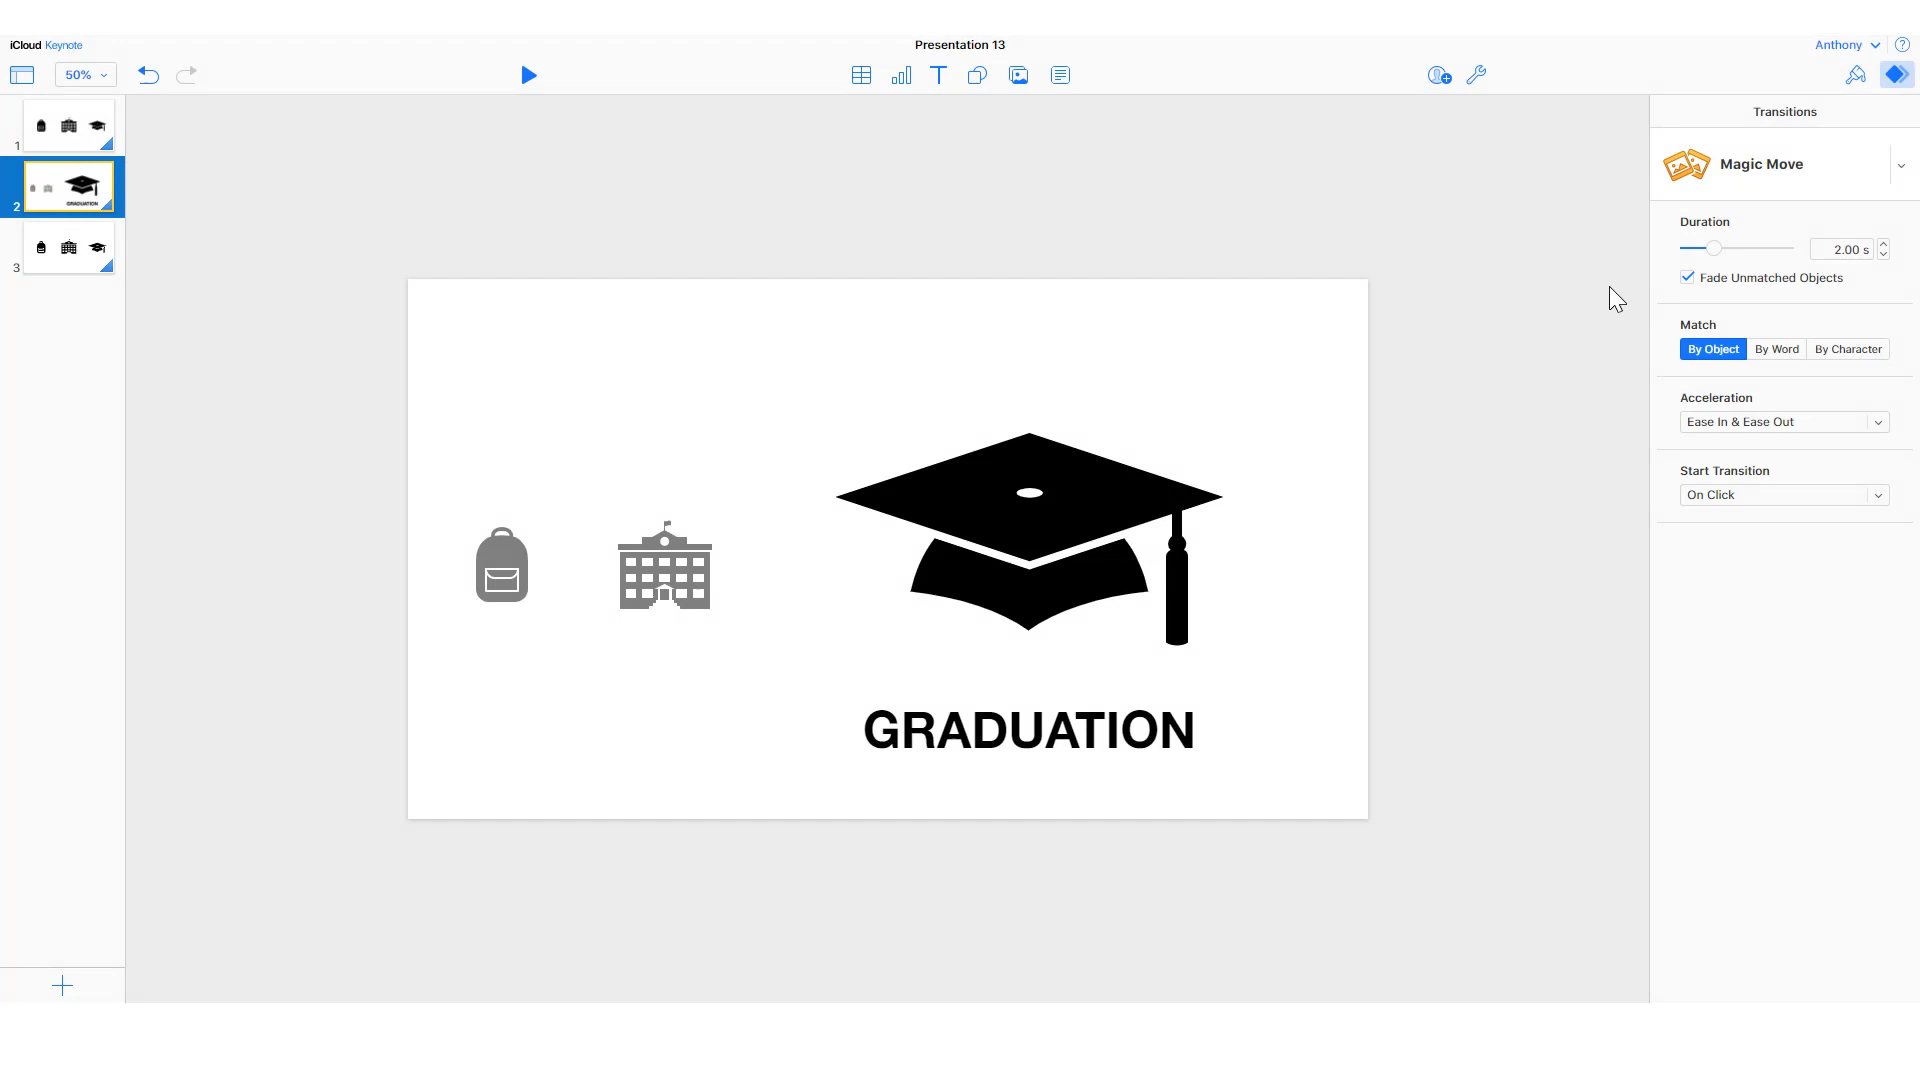 iCloud Keynote
Presentation 13
Anthony
?
50%
1
2
GRADUATION
3
GRADUATION
Transitions
Magic Move
Duration
2.00 s
Fade Unmatched Objects
Match
By Object By Word By Character
Acceleration
Ease In & Ease Out
Start Transition
On Click